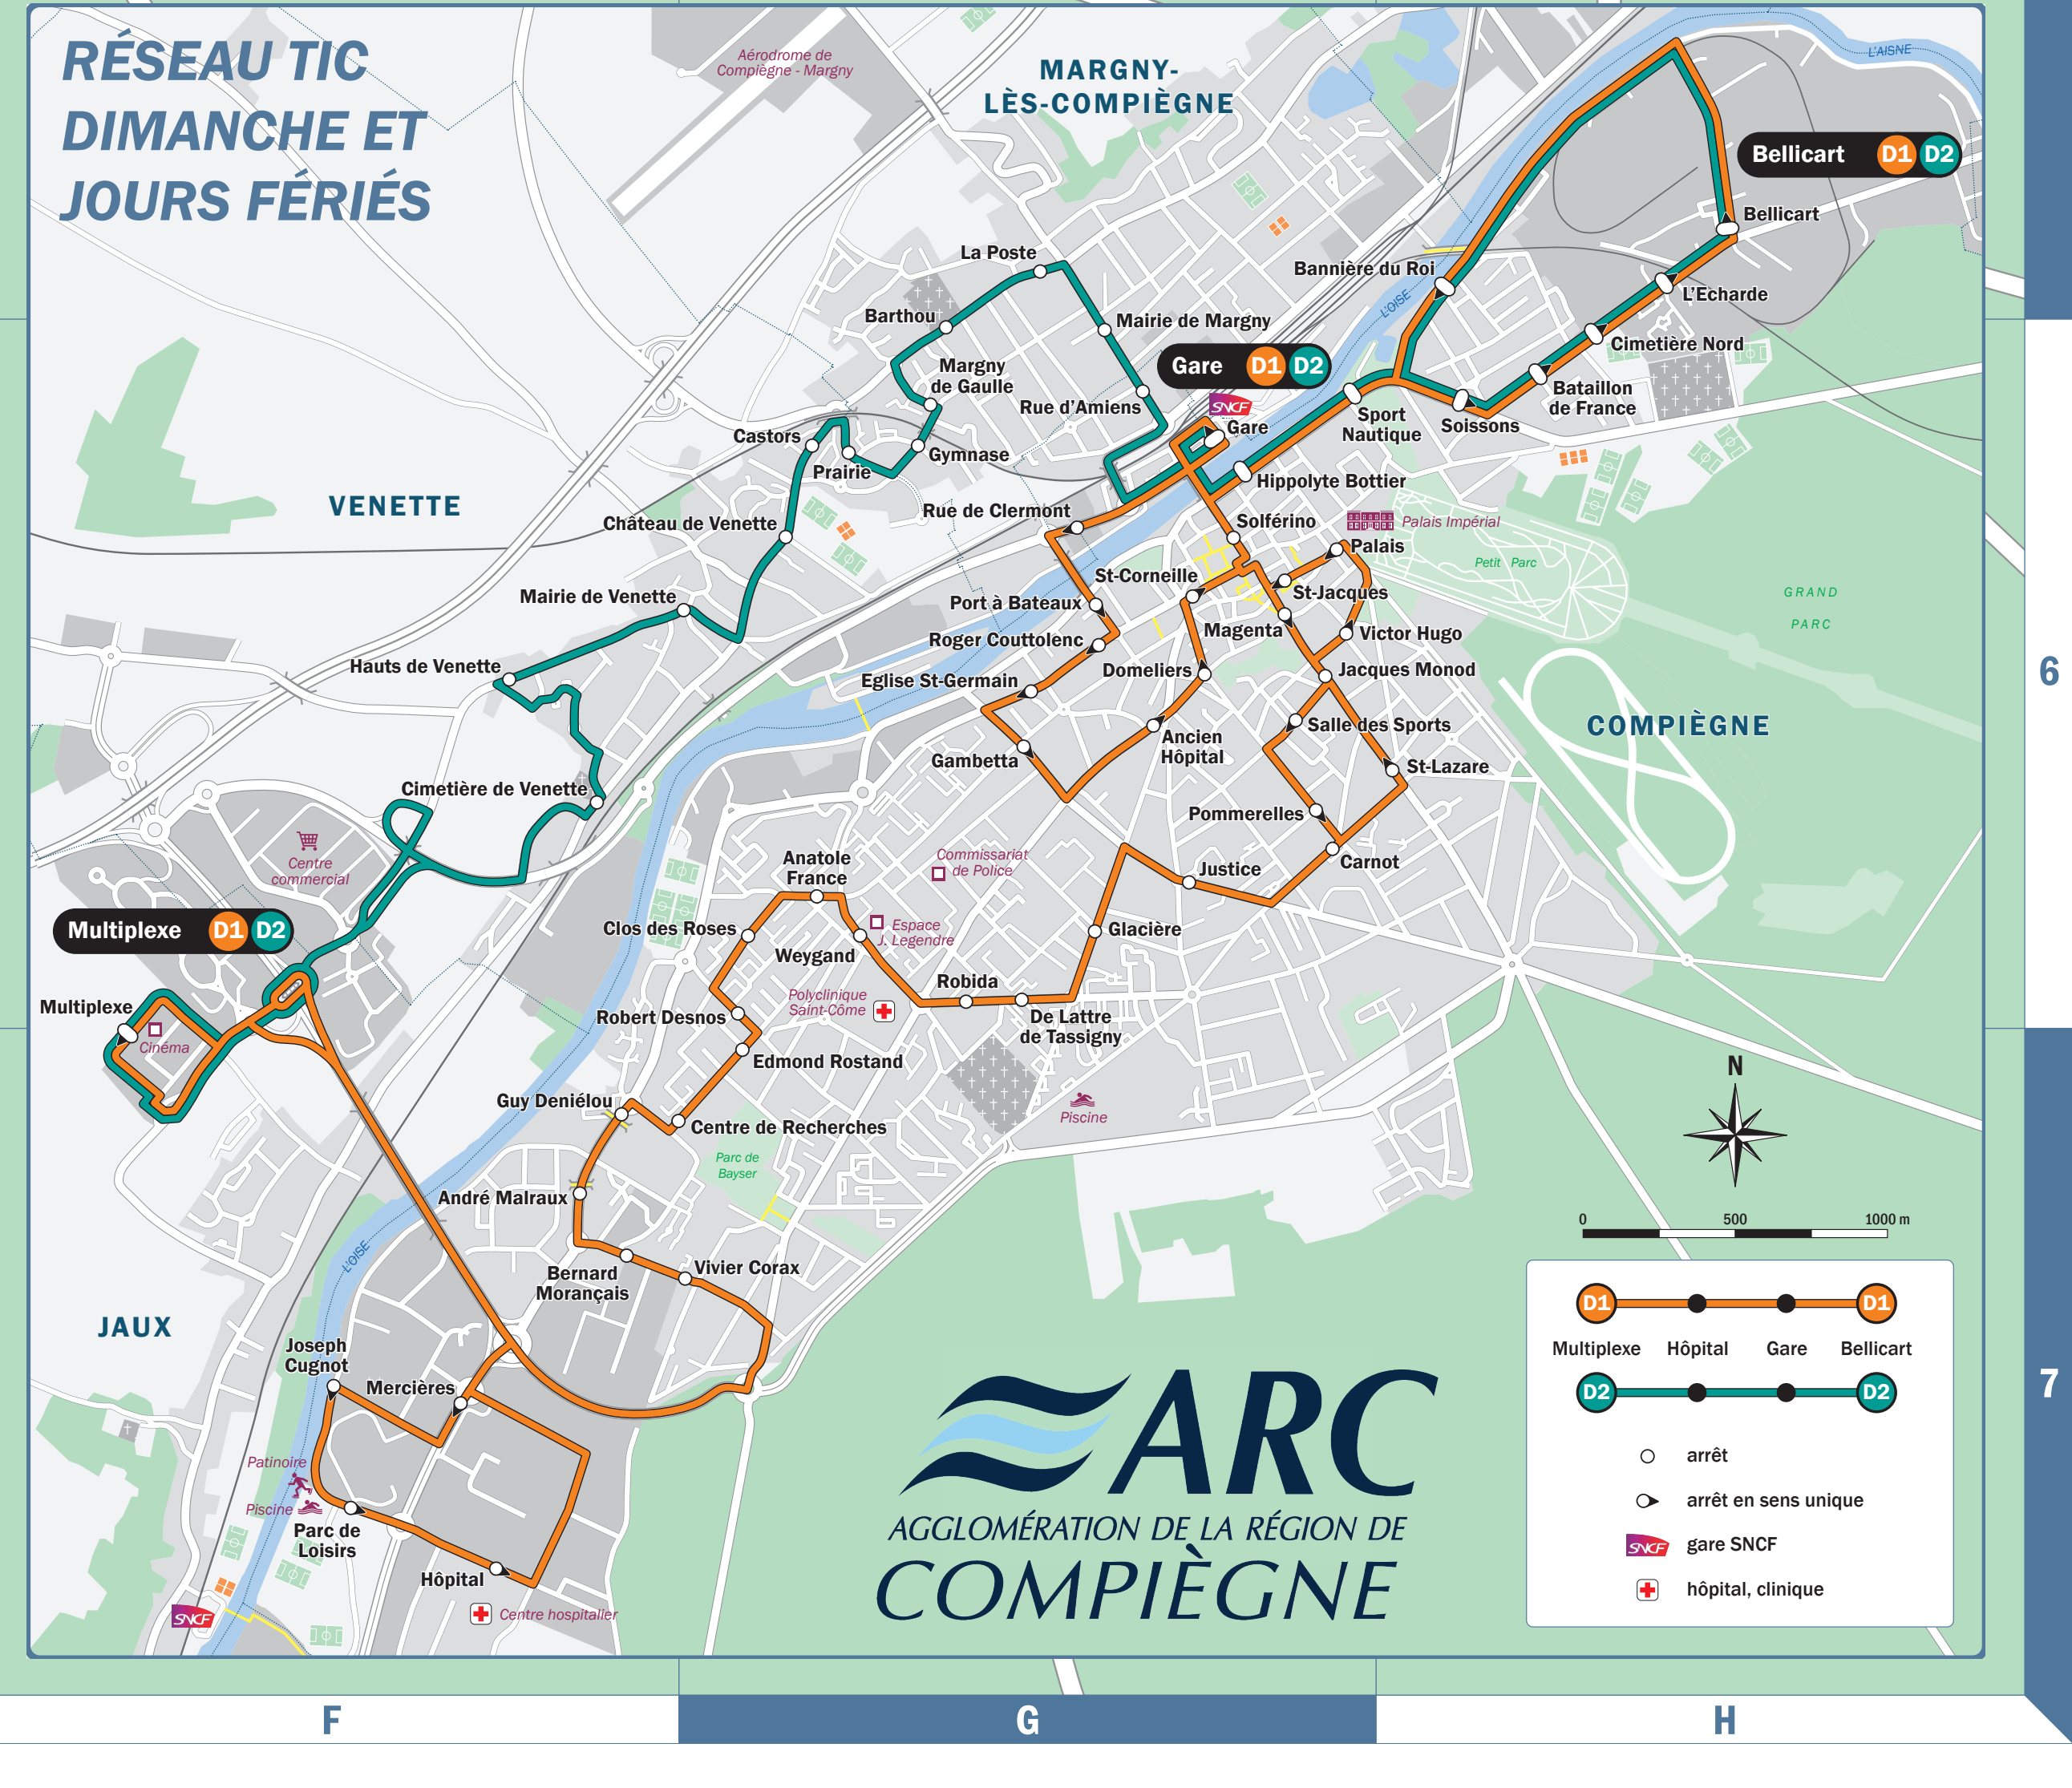 RÉSEAU TIC
DIMANCHE ET
JOURS FÉRIÉS
Aérodrome de
Compiègne - Margny
MARGNY-
LÈS-COMPIÈGNE
L'AISNE
Bellicart D1 D2
Bellicart
La Poste
Bannière du Roi
L'OISE
L'Echarde
Barthou
Mairie de Margny
Cimetière Nord
Gare D1 D2
Margny
de Gaulle
Bataillon
de France
Rue d'Amiens
SNCF
Gare
Sport
Nautique
Soissons
Castors
Gymnase
Prairie
Hippolyte Bottier
VENETTE
Rue de Clermont
Château de Venette
Solférino
Palais Impérial
Palais
Petit Parc
St-Corneille
St-Jacques
GRAND
PARC
Mairie de Venette
Port à Bateaux
Magenta
Victor Hugo
Roger Couttolenc
Hauts de Venette
Domeliers
Jacques Monod
Eglise St-Germain
6
Salle des Sports
COMPIÈGNE
Ancien
Hôpital
Gambetta
St-Lazare
Cimetière de Venette
Pommerelles
Centre
commercial
Anatole
France
Commissariat
de Police
Carnot
Justice
Multiplexe D1 D2
Clos des Roses
Espace
J. Legendre
Glacière
Weygand
Robida
Multiplexe
Polyclinique
Saint-Côme
Robert Desnos
De Lattre
de Tassigny
Cinéma
Edmond Rostand
N
Guy Deniélou
Piscine
Centre de Recherches
Parc de
Bayser
André Malraux
0 500 1000 m
L'OISE
Bernard
Morançais
Vivier Corax
JAUX
D1 D1
Joseph
Cugnot
Multiplexe Hôpital Gare Bellicart
Mercières
D2 D2
7
ARC
Patinoire
arrêt
Piscine
arrêt en sens unique
Parc de
Loisirs
AGGLOMÉRATION DE LA RÉGION DE
COMPIÈGNE
SNCF gare SNCF
Hôpital
hôpital, clinique
SNCF
Centre hospitalier
F G H